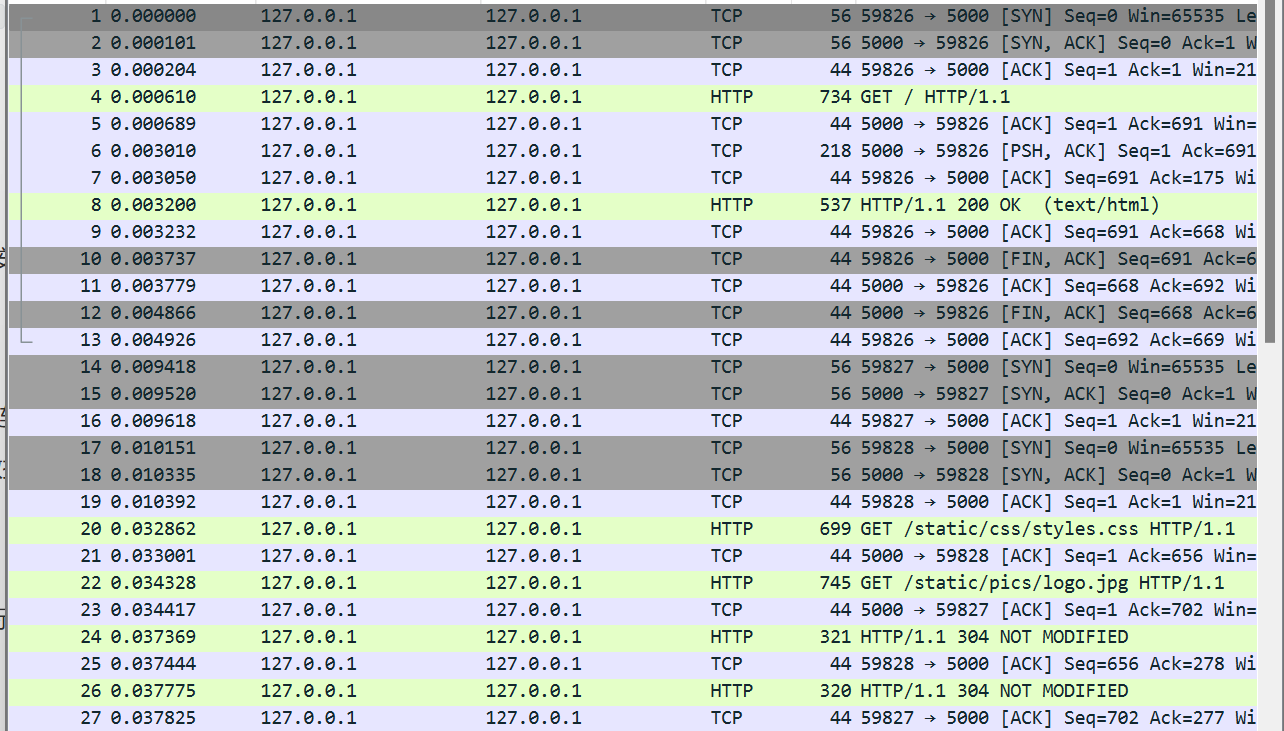 1 0.000000 127.0.0.1 127.0.0.1 TCP 56 59826 → 5000 [SYN] Seq=0 Win=65535 Le
2 0.000101 127.0.0.1 127.0.0.1 TCP 56 5000 → 59826 [SYN, ACK] Seq=0 Ack=1 W
3 0.000204 127.0.0.1 127.0.0.1 TCP 44 59826 → 5000 [ACK] Seq=1 Ack=1 Win=21
4 0.000610 127.0.0.1 127.0.0.1 HTTP 734 GET / HTTP/1.1
5 0.000689 127.0.0.1 127.0.0.1 TCP 44 5000 → 59826 [ACK] Seq=1 Ack=691 Win=
6 0.003010 127.0.0.1 127.0.0.1 TCP 218 5000 → 59826 [PSH, ACK] Seq=1 Ack=691
7 0.003050 127.0.0.1 127.0.0.1 TCP 44 59826 → 5000 [ACK] Seq=691 Ack=175 Wi
8 0.003200 127.0.0.1 127.0.0.1 HTTP 537 HTTP/1.1 200 OK (text/html)
9 0.003232 127.0.0.1 127.0.0.1 TCP 44 59826 → 5000 [ACK] Seq=691 Ack=668 Wi
10 0.003737 127.0.0.1 127.0.0.1 TCP 44 59826 → 5000 [FIN, ACK] Seq=691 Ack=6
11 0.003779 127.0.0.1 127.0.0.1 TCP 44 5000 → 59826 [ACK] Seq=668 Ack=692 Wi
12 0.004866 127.0.0.1 127.0.0.1 TCP 44 5000 → 59826 [FIN, ACK] Seq=668 Ack=6
13 0.004926 127.0.0.1 127.0.0.1 TCP 44 59826 → 5000 [ACK] Seq=692 Ack=669 Wi
14 0.009418 127.0.0.1 127.0.0.1 TCP 56 59827 → 5000 [SYN] Seq=0 Win=65535 Le
15 0.009520 127.0.0.1 127.0.0.1 TCP 56 5000 → 59827 [SYN, ACK] Seq=0 Ack=1 W
16 0.009618 127.0.0.1 127.0.0.1 TCP 44 59827 → 5000 [ACK] Seq=1 Ack=1 Win=21
17 0.010151 127.0.0.1 127.0.0.1 TCP 56 59828 → 5000 [SYN] Seq=0 Win=65535 Le
18 0.010335 127.0.0.1 127.0.0.1 TCP 56 5000 → 59828 [SYN, ACK] Seq=0 Ack=1 W
19 0.010392 127.0.0.1 127.0.0.1 TCP 44 59828 → 5000 [ACK] Seq=1 Ack=1 Win=21
20 0.032862 127.0.0.1 127.0.0.1 HTTP 699 GET /static/css/styles.css HTTP/1.1
21 0.033001 127.0.0.1 127.0.0.1 TCP 44 5000 → 59828 [ACK] Seq=1 Ack=656 Win=
22 0.034328 127.0.0.1 127.0.0.1 HTTP 745 GET /static/pics/logo.jpg HTTP/1.1
23 0.034417 127.0.0.1 127.0.0.1 TCP 44 5000 → 59827 [ACK] Seq=1 Ack=702 Win=
24 0.037369 127.0.0.1 127.0.0.1 HTTP 321 HTTP/1.1 304 NOT MODIFIED
25 0.037444 127.0.0.1 127.0.0.1 TCP 44 59828 → 5000 [ACK] Seq=656 Ack=278 Wi
26 0.037775 127.0.0.1 127.0.0.1 HTTP 320 HTTP/1.1 304 NOT MODIFIED
27 0.037825 127.0.0.1 127.0.0.1 TCP 44 59827 → 5000 [ACK] Seq=702 Ack=277 Wi